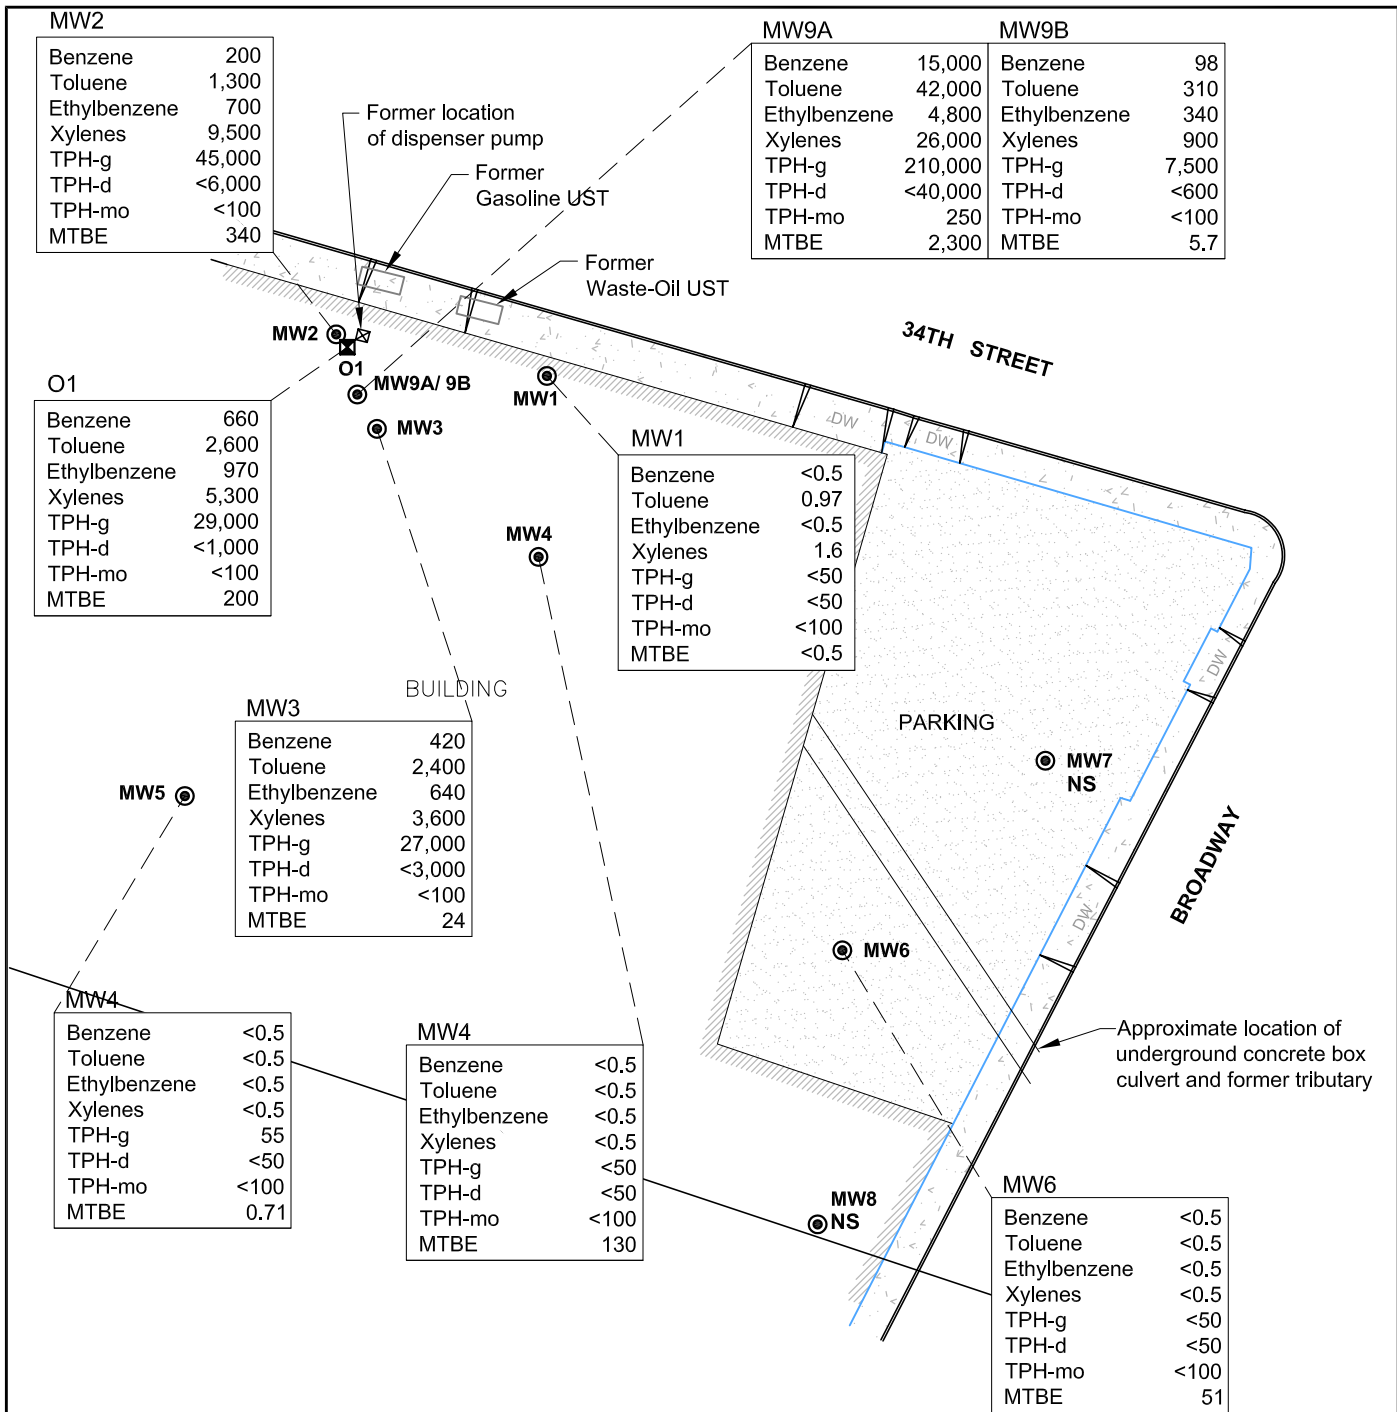 MW2
Benzene 200
Toluene 1,300
Ethylbenzene 700
Xylenes 9,500
TPH-g 45,000
TPH-d <6,000
TPH-mo <100
MTBE 340
MW9A
Benzene 15,000
Toluene 42,000
Ethylbenzene 4,800
Xylenes 26,000
TPH-g 210,000
TPH-d <40,000
TPH-mo 250
MTBE 2,300
MW9B
Benzene 98
Toluene 310
Ethylbenzene 340
Xylenes 900
TPH-g 7,500
TPH-d <600
TPH-mo <100
MTBE 5.7
Former location
of dispenser pump
Former
Gasoline UST
Former
Waste-Oil UST
34TH STREET
MW2
O1
MW9A/ 9B
MW1
MW3
DW
DW
O1
Benzene 660
Toluene 2,600
Ethylbenzene 970
Xylenes 5,300
TPH-g 29,000
TPH-d <1,000
TPH-mo <100
MTBE 200
MW1
Benzene <0.5
Toluene 0.97
Ethylbenzene <0.5
Xylenes 1.6
TPH-g <50
TPH-d <50
TPH-mo <100
MTBE <0.5
MW4
BUILDING
DW
PARKING
MW7
NS
MW3
Benzene 420
Toluene 2,400
Ethylbenzene 640
Xylenes 3,600
TPH-g 27,000
TPH-d <3,000
TPH-mo <100
MTBE 24
MW5
BROADWAY
DW
MW6
MW4
Benzene <0.5
Toluene <0.5
Ethylbenzene <0.5
Xylenes <0.5
TPH-g 55
TPH-d <50
TPH-mo <100
MTBE 0.71
MW4
Benzene <0.5
Toluene <0.5
Ethylbenzene <0.5
Xylenes <0.5
TPH-g <50
TPH-d <50
TPH-mo <100
MTBE 130
Approximate location of
underground concrete box
culvert and former tributary
MW8
NS
MW6
Benzene <0.5
Toluene <0.5
Ethylbenzene <0.5
Xylenes <0.5
TPH-g <50
TPH-d <50
TPH-mo <100
MTBE 51